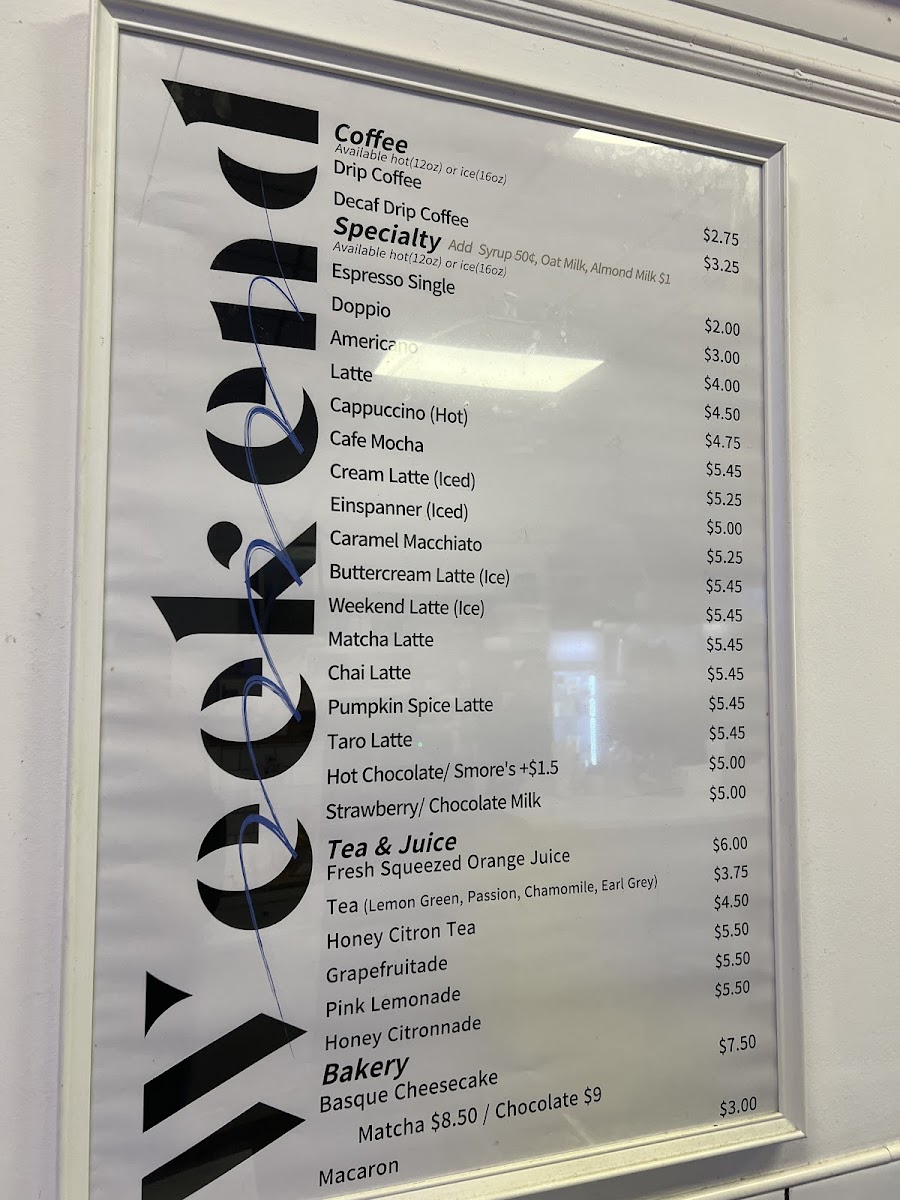 Weekend
Coffee
Available hot(12oz) or ice(16oz)
Drip Coffee $2.75
Decaf Drip Coffee $3.25
Specialty Add Syrup 50¢, Oat Milk, Almond Milk $1
Available hot(12oz) or ice(16oz)
Espresso Single $2.00
Doppio $3.00
Americano $4.00
Latte $4.50
Cappuccino (Hot) $4.75
Cafe Mocha $5.45
Cream Latte (Iced) $5.25
Einspanner (Iced) $5.00
Caramel Macchiato $5.25
Buttercream Latte (Ice) $5.45
Weekend Latte (Ice) $5.45
Matcha Latte $5.45
Chai Latte $5.45
Pumpkin Spice Latte $5.45
Taro Latte $5.45
Hot Chocolate/ Smore's +$1.5 $5.00
Strawberry/ Chocolate Milk $5.00
Tea & Juice
Fresh Squeezed Orange Juice $6.00
Tea (Lemon Green, Passion, Chamomile, Earl Grey) $3.75
Honey Citron Tea $4.50
Grapefruitade $5.50
Pink Lemonade $5.50
Honey Citronnade $5.50
Bakery
Basque Cheesecake $7.50
Matcha $8.50 / Chocolate $9
Macaron $3.00